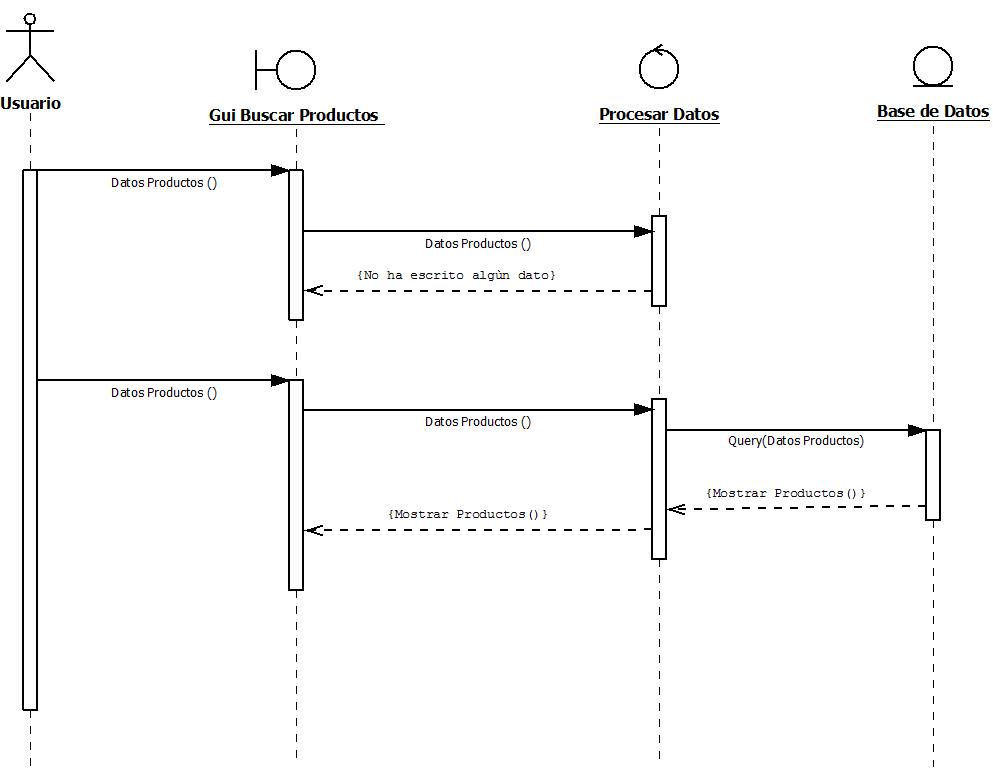 Usuario
Gui Buscar Productos
Procesar Datos
Base de Datos
Datos Productos ()
Datos Productos ()
{No ha escrito algùn dato}
Datos Productos ()
Datos Productos ()
Query(Datos Productos)
{Mostrar Productos()}
{Mostrar Productos()}